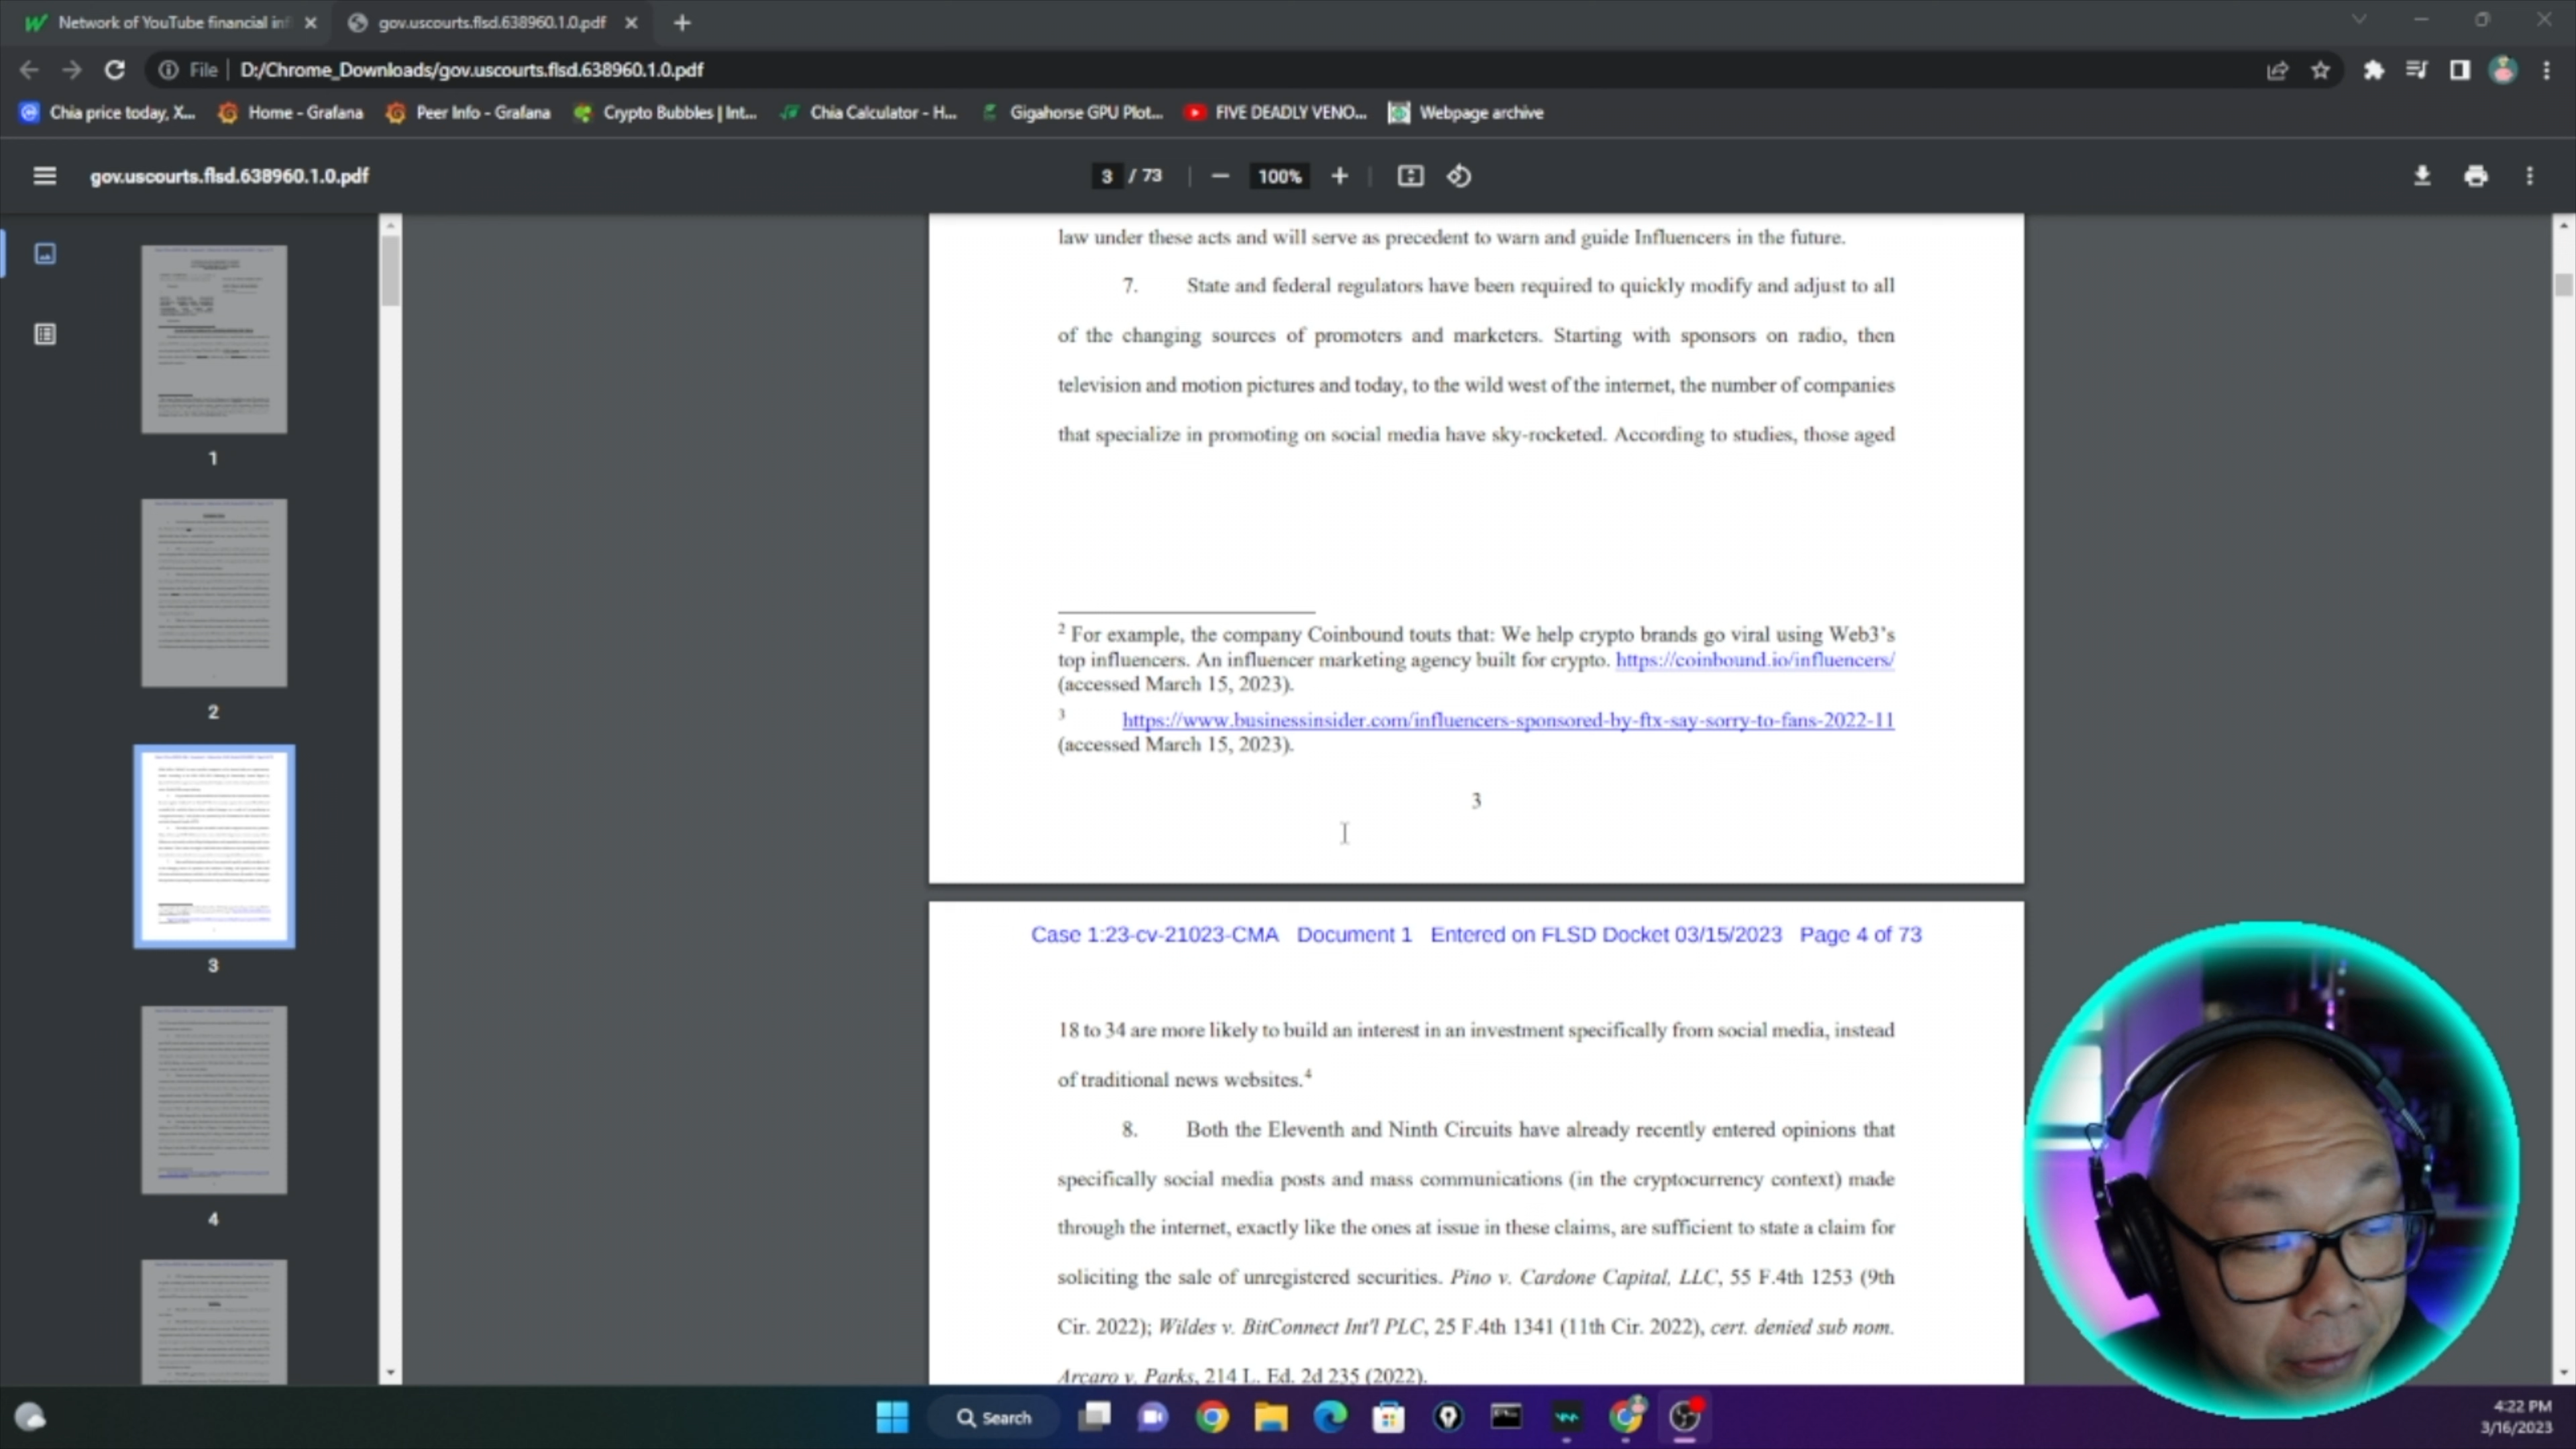 Network of YouTube financial inf
gov.uscourts.flsd.638960.1.0.pdf
File
D:/Chrome_Downloads/gov.uscourts.flsd.638960.1.0.pdf
Chia price today, X...
Home - Grafana
Peer Info - Grafana
Crypto Bubbles | Int...
Chia Calculator - H...
Gigahorse GPU Plot...
FIVE DEADLY VENO...
Webpage archive
gov.uscourts.flsd.638960.1.0.pdf
3 / 73
100%
1
2
3
4
law under these acts and will serve as precedent to warn and guide Influencers in the future.
7. State and federal regulators have been required to quickly modify and adjust to all
of the changing sources of promoters and marketers. Starting with sponsors on radio, then
television and motion pictures and today, to the wild west of the internet, the number of companies
that specialize in promoting on social media have sky-rocketed. According to studies, those aged
2 For example, the company Coinbound touts that: We help crypto brands go viral using Web3's
top influencers. An influencer marketing agency built for crypto. https://coinbound.io/influencers/
(accessed March 15, 2023).
3 https://www.businessinsider.com/influencers-sponsored-by-ftx-say-sorry-to-fans-2022-11
(accessed March 15, 2023).
3
Case 1:23-cv-21023-CMA Document 1 Entered on FLSD Docket 03/15/2023 Page 4 of 73
18 to 34 are more likely to build an interest in an investment specifically from social media, instead
of traditional news websites.4
8. Both the Eleventh and Ninth Circuits have already recently entered opinions that
specifically social media posts and mass communications (in the cryptocurrency context) made
through the internet, exactly like the ones at issue in these claims, are sufficient to state a claim for
soliciting the sale of unregistered securities. Pino v. Cardone Capital, LLC, 55 F.4th 1253 (9th
Cir. 2022); Wildes v. BitConnect Int'l PLC, 25 F.4th 1341 (11th Cir. 2022), cert. denied sub nom.
Arcaro v. Parks, 214 L. Ed. 2d 235 (2022).
Search
4:22 PM
3/16/2023